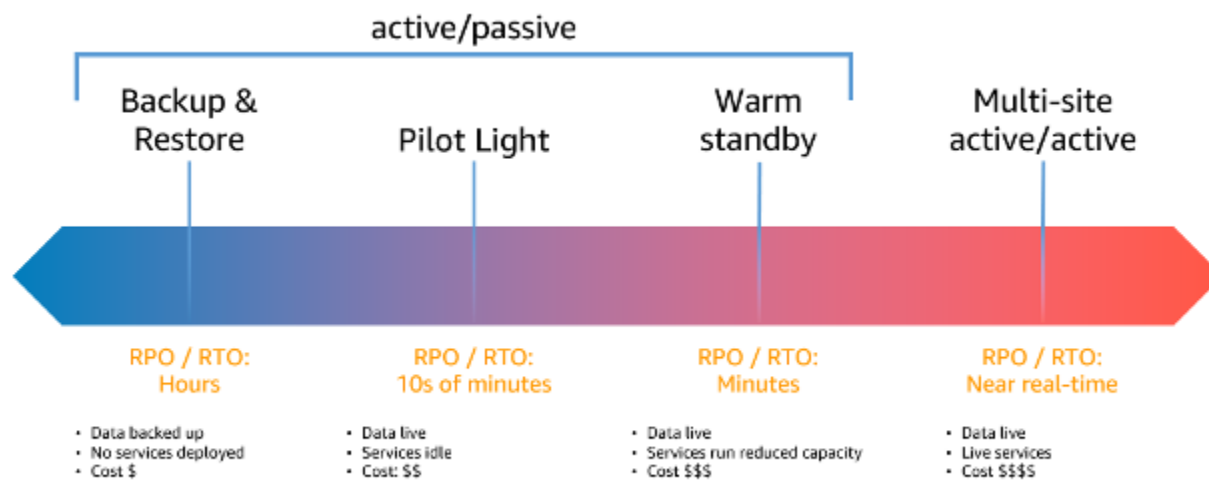 active/passive
Backup &
Restore
Pilot Light
Warm
standby
Multi-site
active/active
RPO / RTO:
Hours
RPO / RTO:
10s of minutes
RPO / RTO:
Minutes
RPO / RTO:
Near real-time
• Data backed up
• No services deployed
• Cost $
• Data live
• Services idle
• Cost: $$
• Data live
• Services run reduced capacity
• Cost $$$
• Data live
• Live services
• Cost $$$$